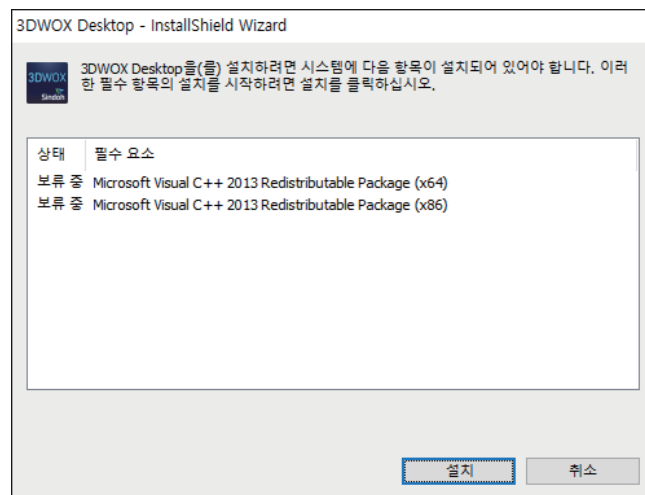 3DWOX Desktop - InstallShield Wizard
3DWOX
Sindoh
3DWOX Desktop을(를) 설치하려면 시스템에 다음 항목이 설치되어 있어야 합니다. 이러
한 필수 항목의 설치를 시작하려면 설치를 클릭하십시오.
상태 필수 요소
보류 중 Microsoft Visual C++ 2013 Redistributable Package (x64)
보류 중 Microsoft Visual C++ 2013 Redistributable Package (x86)
설치 취소